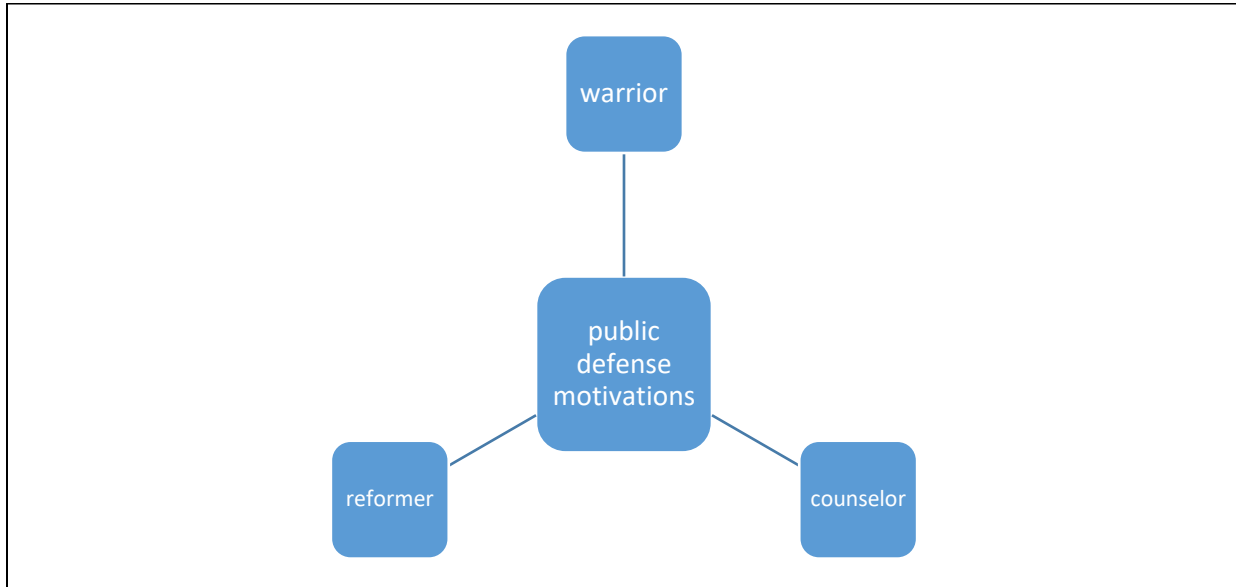 warrior
public
defense
motivations
reformer
counselor